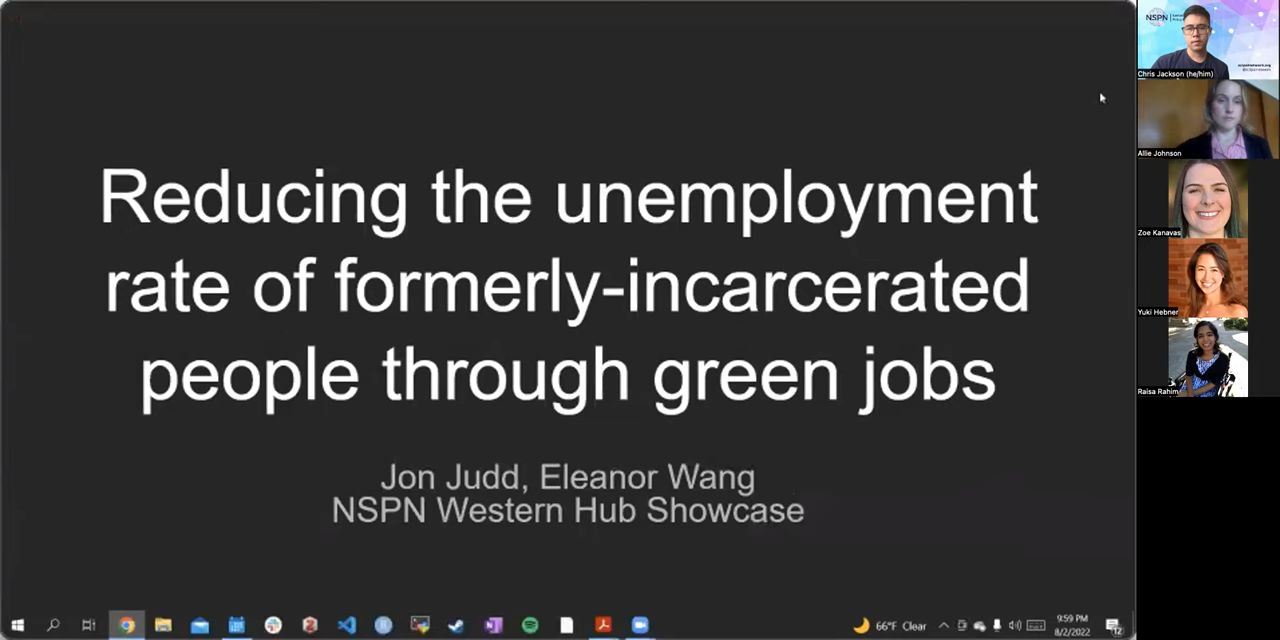 Reducing the unemployment
rate of formerly-incarcerated
people through green jobs
Jon Judd, Eleanor Wang
NSPN Western Hub Showcase
66°F Clear
9:59 PM
8/2/2022
12
NSPN
Chris Jackson (he/him)
Allie Johnson
Zoe Kanavas
Yuki Hebner
Raisa Rahim